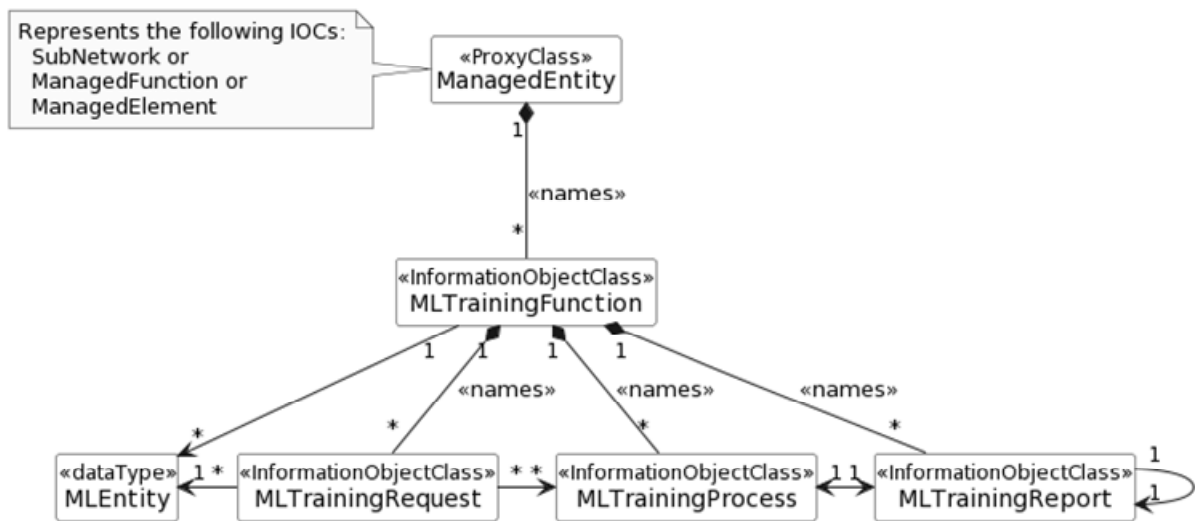 Represents the following IOCs:
SubNetwork or
ManagedFunction or
ManagedElement
«ProxyClass»
ManagedEntity
1
«names»
*
«InformationObjectClass»
MLTrainingFunction
1 1 1 1
«names» «names» «names»
* * * *
«dataType»
MLEntity
1 *
«InformationObjectClass»
MLTrainingRequest
* *
«InformationObjectClass»
MLTrainingProcess
1 1
«InformationObjectClass»
MLTrainingReport
1
1